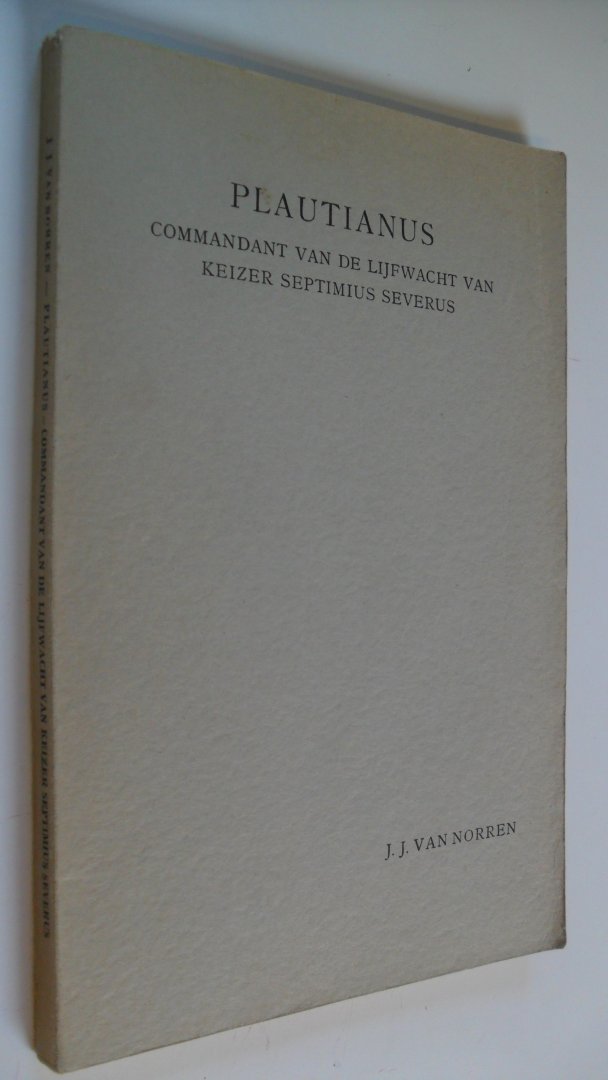 PLAUTIANUS
COMMANDANT VAN DE LIJFWACHT VAN
KEIZER SEPTIMIUS SEVERUS
J. J. VAN NORREN
J. J. VAN NORREN — PLAUTIANUS – COMMANDANT VAN DE LIJFWACHT VAN KEIZER SEPTIMIUS SEVERUS